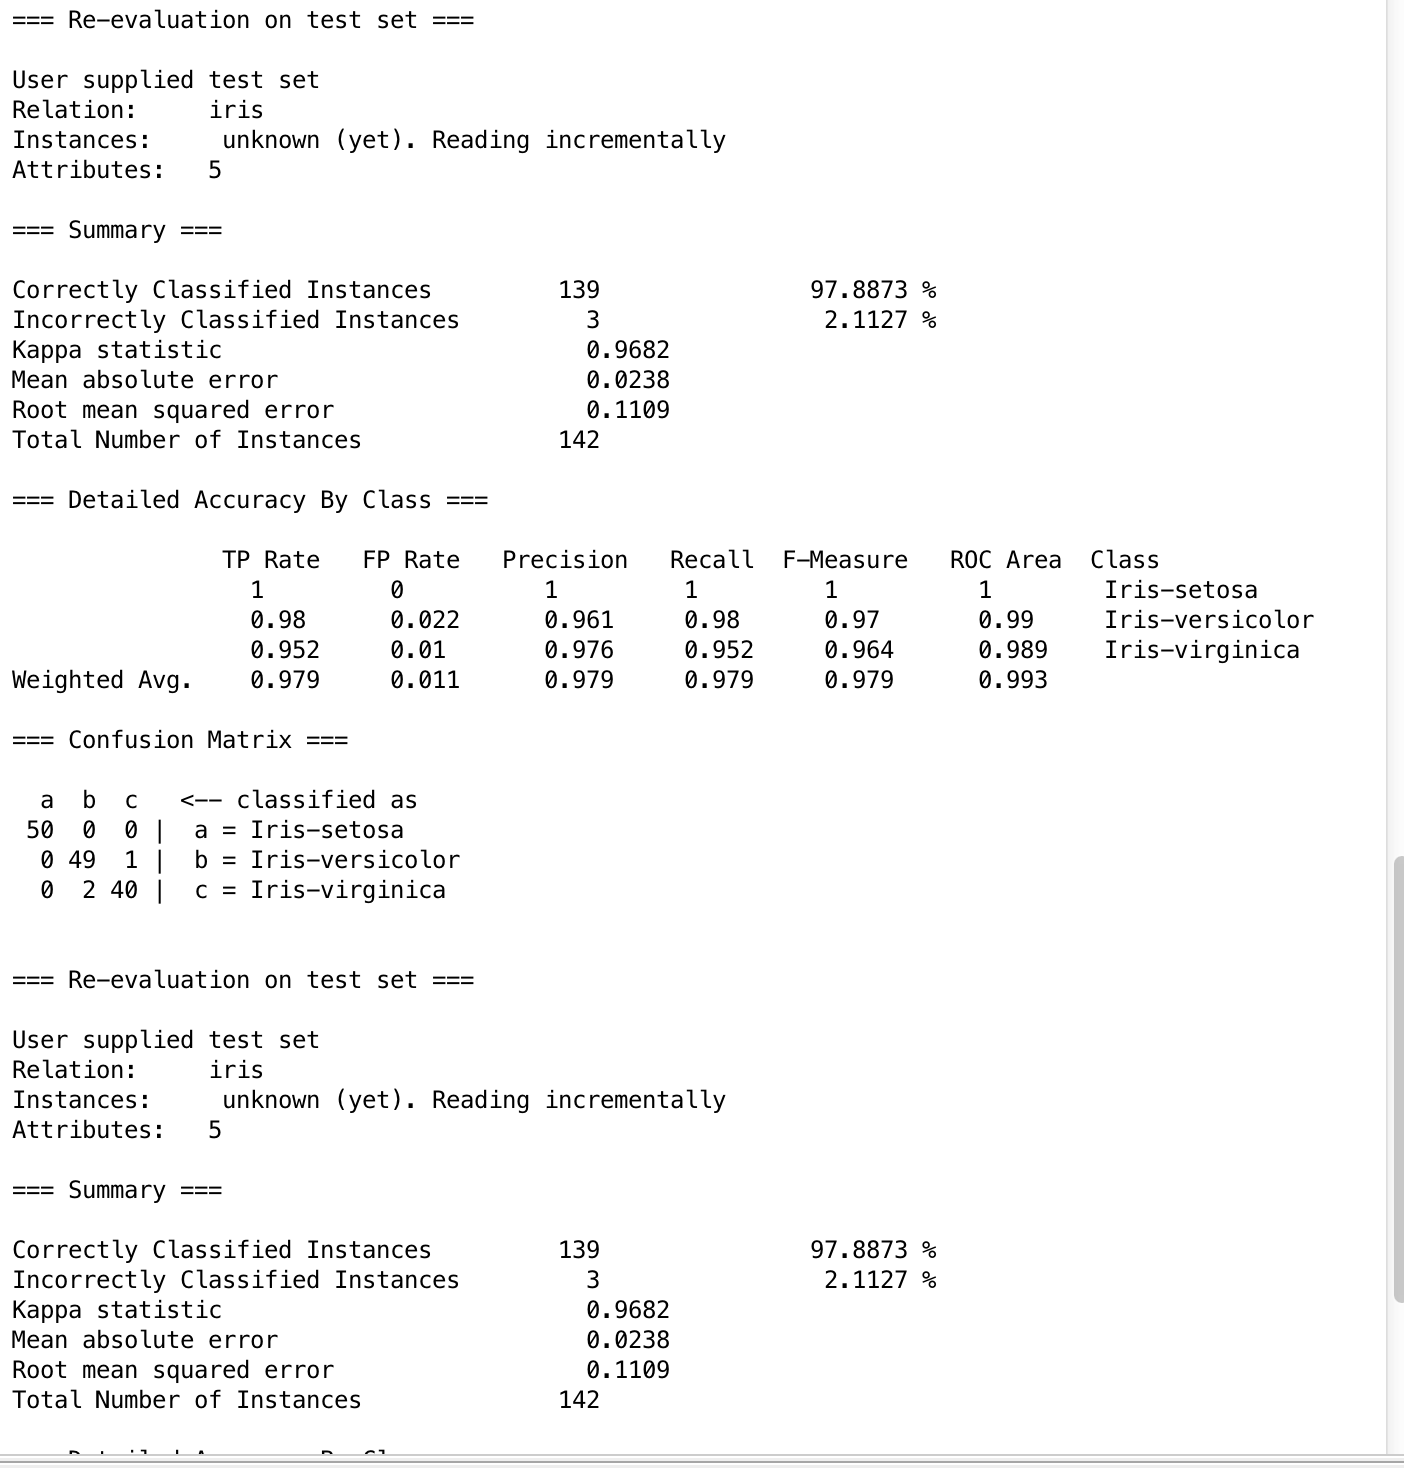 === Re-evaluation on test set ===
User supplied test set
Relation:     iris
Instances:     unknown (yet). Reading incrementally
Attributes:   5
=== Summary ===
Correctly Classified Instances         139               97.8873 %
Incorrectly Classified Instances         3                2.1127 %
Kappa statistic                          0.9682
Mean absolute error                      0.0238
Root mean squared error                  0.1109
Total Number of Instances              142
=== Detailed Accuracy By Class ===
               TP Rate   FP Rate   Precision   Recall  F-Measure   ROC Area  Class
                 1         0          1         1         1          1        Iris-setosa
                 0.98      0.022      0.961     0.98      0.97       0.99     Iris-versicolor
                 0.952     0.01       0.976     0.952     0.964      0.989    Iris-virginica
Weighted Avg.    0.979     0.011      0.979     0.979     0.979      0.993
=== Confusion Matrix ===
  a  b  c   <-- classified as
 50  0  0 |  a = Iris-setosa
  0 49  1 |  b = Iris-versicolor
  0  2 40 |  c = Iris-virginica
=== Re-evaluation on test set ===
User supplied test set
Relation:     iris
Instances:     unknown (yet). Reading incrementally
Attributes:   5
=== Summary ===
Correctly Classified Instances         139               97.8873 %
Incorrectly Classified Instances         3                2.1127 %
Kappa statistic                          0.9682
Mean absolute error                      0.0238
Root mean squared error                  0.1109
Total Number of Instances              142